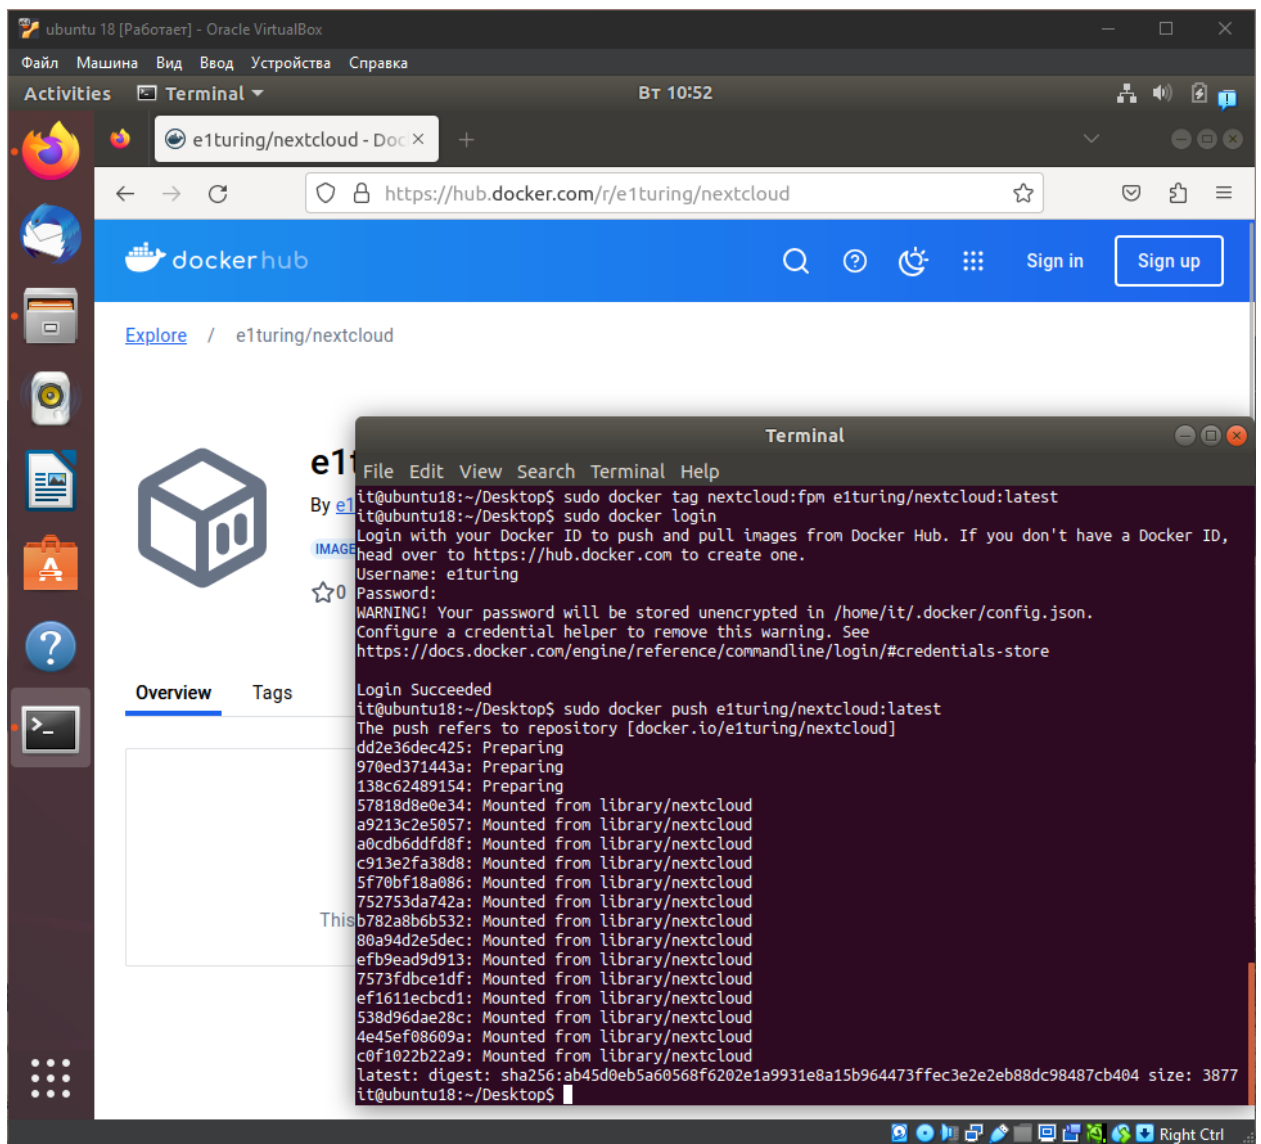 ubuntu 18 [Работает] - Oracle VirtualBox
Файл Машина Вид Ввод Устройства Справка
Activities Terminal Вт 10:52
e1turing/nextcloud - Doc
https://hub.docker.com/r/e1turing/nextcloud
dockerhub Sign in Sign up
Explore / e1turing/nextcloud
e1t
By e1
IMAGE
0
Overview Tags
This
Terminal
File Edit View Search Terminal Help
it@ubuntu18:~/Desktop$ sudo docker tag nextcloud:fpm e1turing/nextcloud:latest
it@ubuntu18:~/Desktop$ sudo docker login
Login with your Docker ID to push and pull images from Docker Hub. If you don't have a Docker ID,
head over to https://hub.docker.com to create one.
Username: e1turing
Password:
WARNING! Your password will be stored unencrypted in /home/it/.docker/config.json.
Configure a credential helper to remove this warning. See
https://docs.docker.com/engine/reference/commandline/login/#credentials-store
Login Succeeded
it@ubuntu18:~/Desktop$ sudo docker push e1turing/nextcloud:latest
The push refers to repository [docker.io/e1turing/nextcloud]
dd2e36dec425: Preparing
970ed371443a: Preparing
138c62489154: Preparing
57818d8e0e34: Mounted from library/nextcloud
a9213c2e5057: Mounted from library/nextcloud
a0cdb6ddfd8f: Mounted from library/nextcloud
c913e2fa38d8: Mounted from library/nextcloud
5f70bf18a086: Mounted from library/nextcloud
752753da742a: Mounted from library/nextcloud
b782a8b6b532: Mounted from library/nextcloud
80a94d2e5dec: Mounted from library/nextcloud
efb9ead9d913: Mounted from library/nextcloud
7573fdbce1df: Mounted from library/nextcloud
ef1611ecbcd1: Mounted from library/nextcloud
538d96dae28c: Mounted from library/nextcloud
4e45ef08609a: Mounted from library/nextcloud
c0f1022b22a9: Mounted from library/nextcloud
latest: digest: sha256:ab45d0eb5a60568f6202e1a9931e8a15b964473ffec3e2e2eb88dc98487cb404 size: 3877
it@ubuntu18:~/Desktop$
Right Ctrl